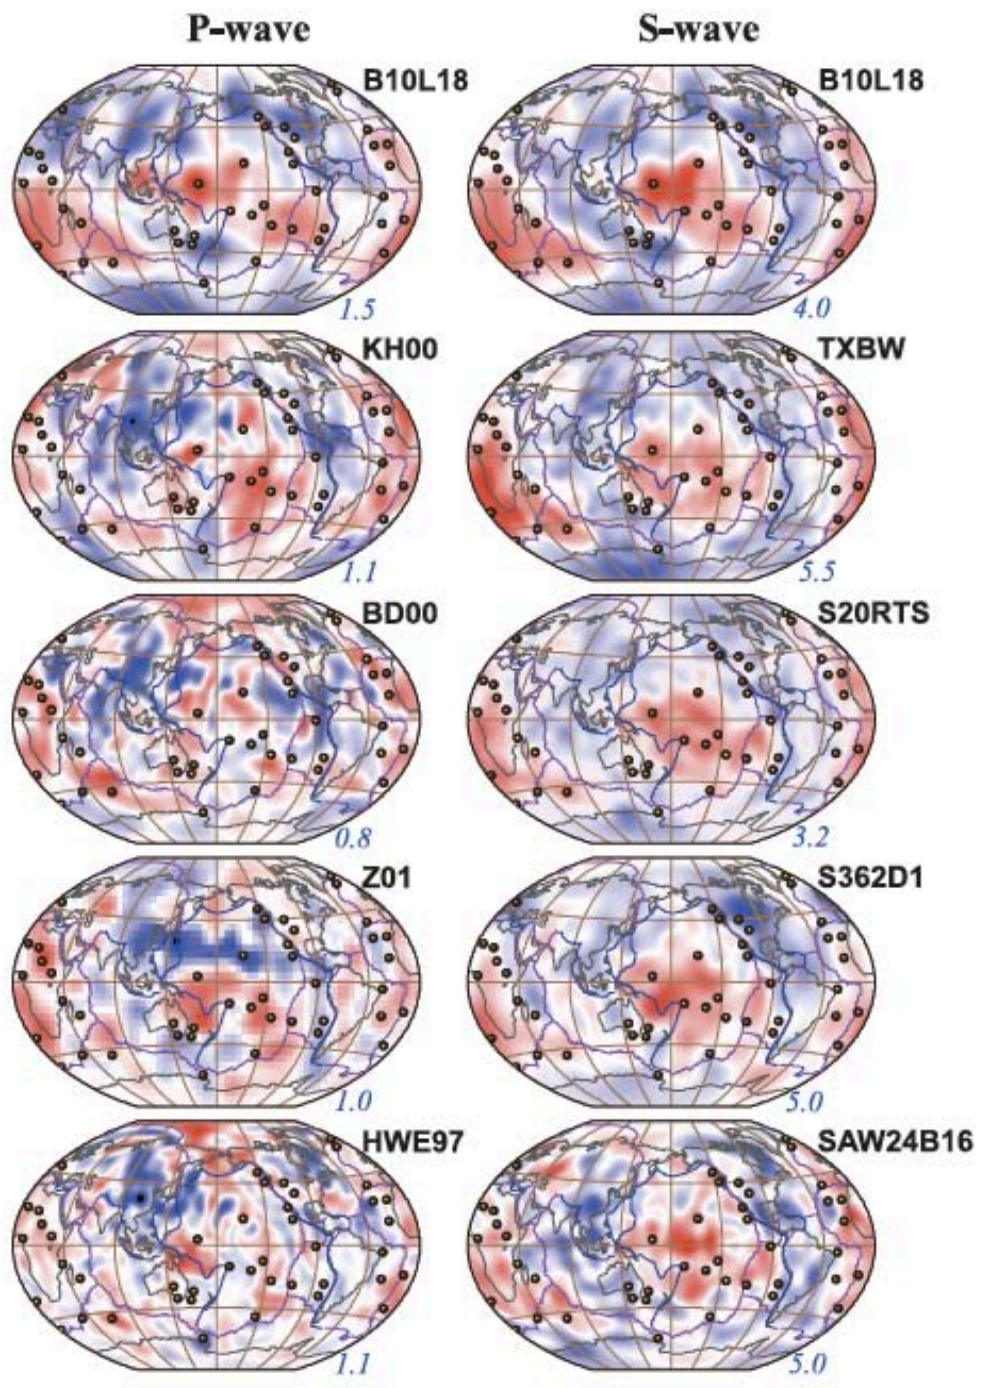 P-wave S-wave
B10L18 B10L18
1.5 4.0
KH00 TXBW
1.1 5.5
BD00 S20RTS
0.8 3.2
Z01 S362D1
1.0 5.0
HWE97 SAW24B16
1.1 5.0